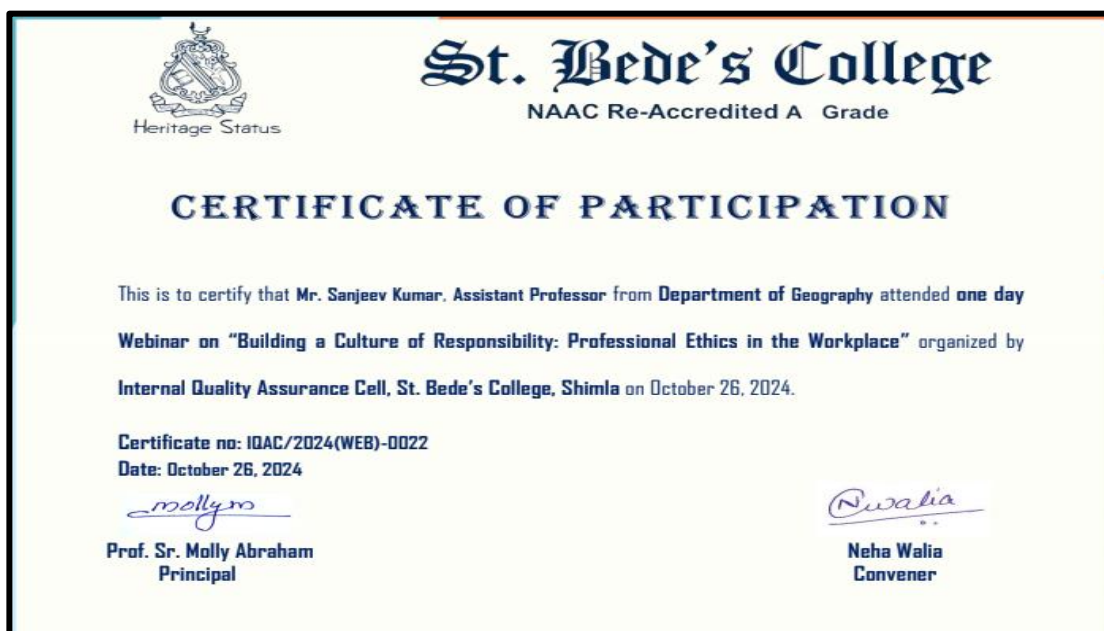 St. Bede's College
NAAC Re-Accredited A Grade
Heritage Status
CERTIFICATE OF PARTICIPATION
This is to certify that Mr. Sanjeev Kumar, Assistant Professor from Department of Geography attended one day
Webinar on “Building a Culture of Responsibility: Professional Ethics in the Workplace” organized by
Internal Quality Assurance Cell, St. Bede’s College, Shimla on October 26, 2024.
Certificate no: IQAC/2024(WEB)-0022
Date: October 26, 2024
mollym
Nwalia
Prof. Sr. Molly Abraham
Principal
Neha Walia
Convener